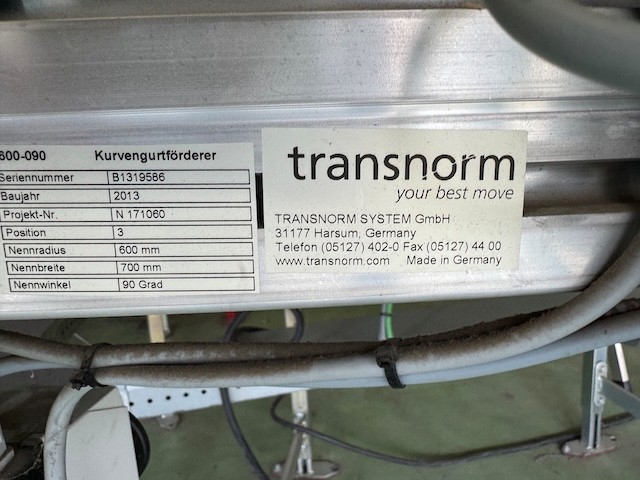 600-090 Kurvengurtförderer
Seriennummer B1319586
Baujahr 2013
Projekt-Nr. N 171060
Position 3
Nennradius 600 mm
Nennbreite 700 mm
Nennwinkel 90 Grad
transnorm
your best move
TRANSNORM SYSTEM GmbH
31177 Harsum, Germany
Telefon (05127) 402-0 Fax (05127) 44 00
www.transnorm.com Made in Germany